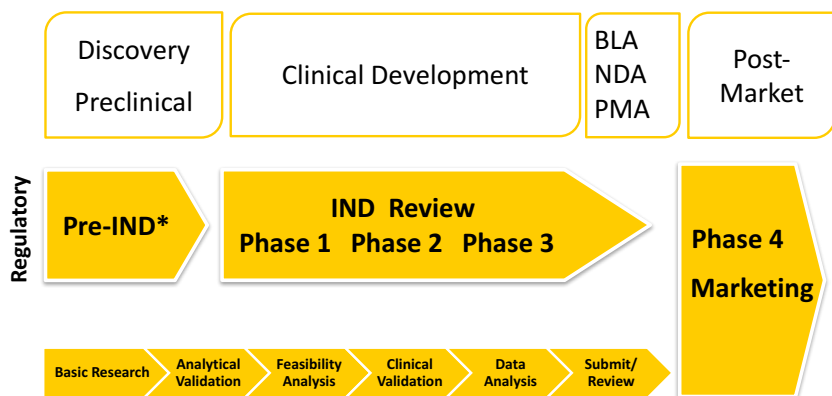 Discovery
Preclinical
Clinical Development
BLA
NDA
PMA
Post-
Market
Regulatory
Pre-IND*
IND Review
Phase 1 Phase 2 Phase 3
Phase 4
Marketing
Basic Research
Analytical
Validation
Feasibility
Analysis
Clinical
Validation
Data
Analysis
Submit/
Review